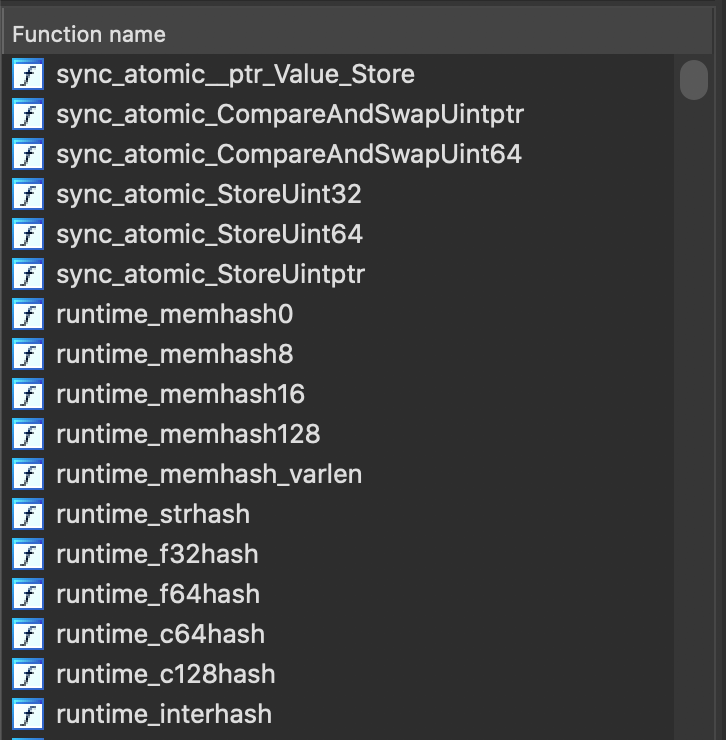 Function name
sync_atomic__ptr_Value_Store
sync_atomic_CompareAndSwapUintptr
sync_atomic_CompareAndSwapUint64
sync_atomic_StoreUint32
sync_atomic_StoreUint64
sync_atomic_StoreUintptr
runtime_memhash0
runtime_memhash8
runtime_memhash16
runtime_memhash128
runtime_memhash_varlen
runtime_strhash
runtime_f32hash
runtime_f64hash
runtime_c64hash
runtime_c128hash
runtime_interhash